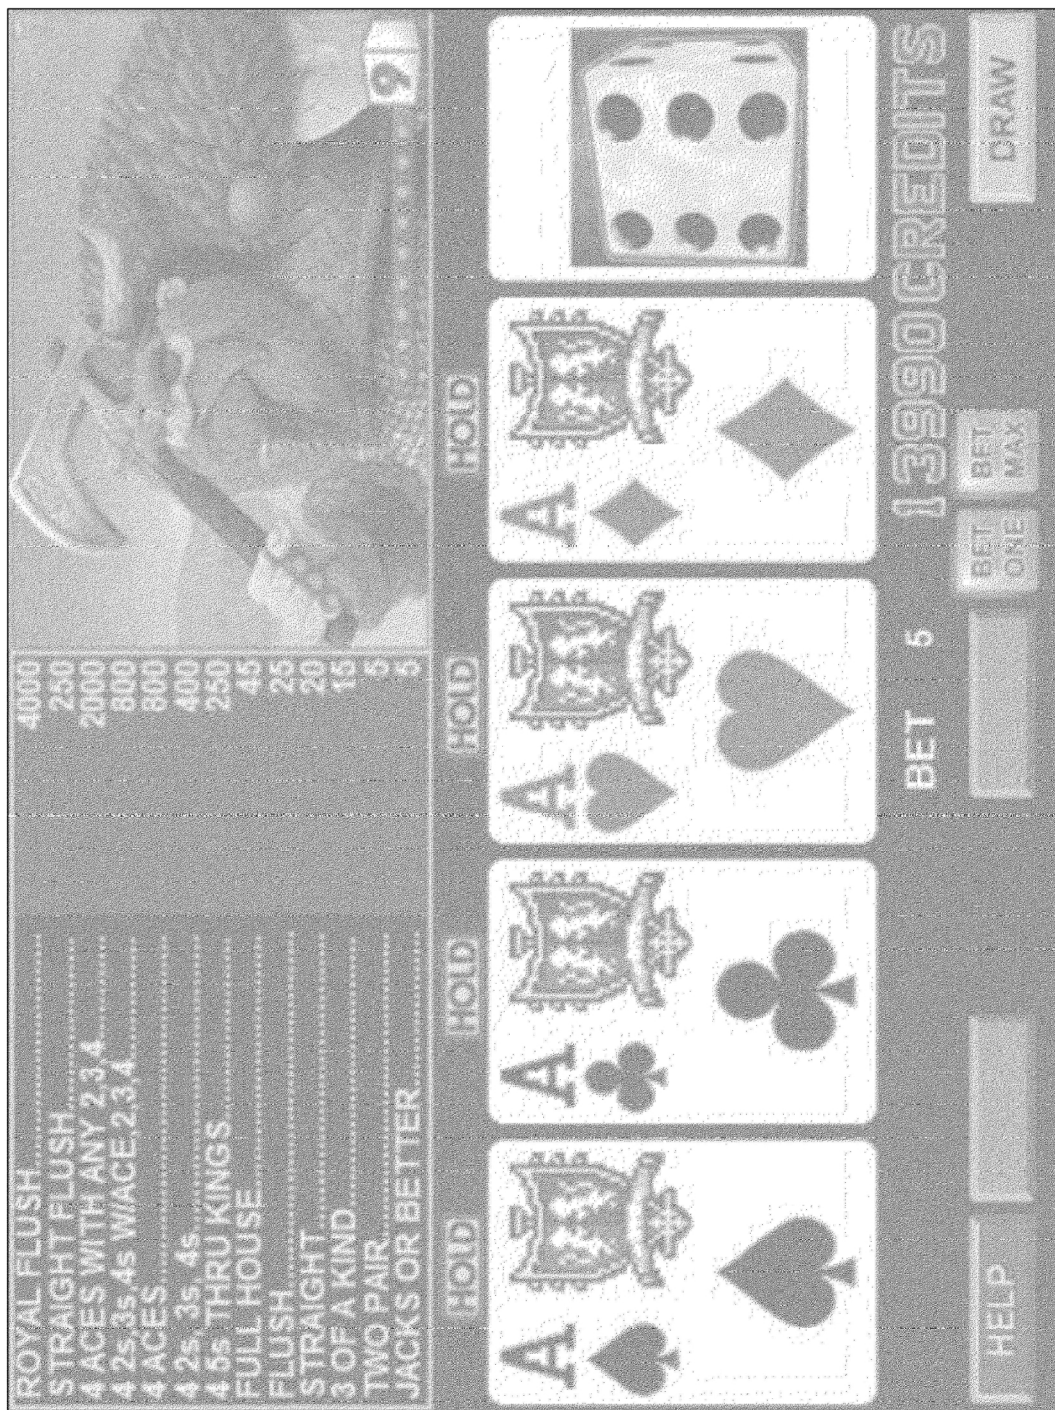 ROYAL FLUSH 4000
STRAIGHT FLUSH 250
4 ACES WITH ANY 2,3,4 2000
4 2s,3s,4s W/ACE,2,3,4 800
4 ACES 800
4 2s, 3s, 4s 400
4 5s THRU KINGS 250
FULL HOUSE 45
FLUSH 25
STRAIGHT 20
3 OF A KIND 15
TWO PAIR 5
JACKS OR BETTER 5
9
HOLD HOLD HOLD HOLD
A A A A
BET 5 13990 CREDITS
HELP BET ONE BET MAX DRAW